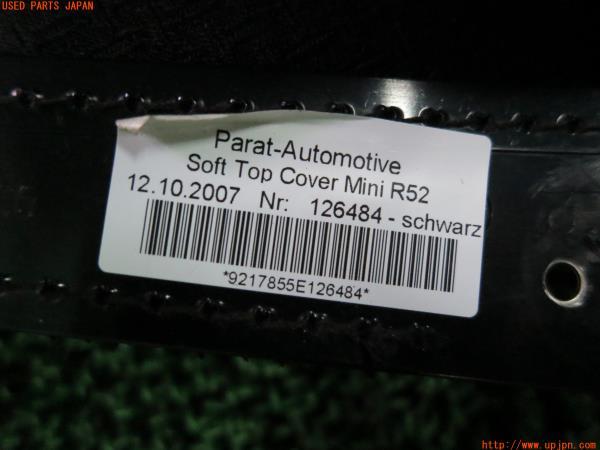 USED PARTS JAPAN
Parat-Automotive
Soft Top Cover Mini R52
12.10.2007 Nr: 126484 - schwarz
*9217855E126484*
http://www.upjpn.com/